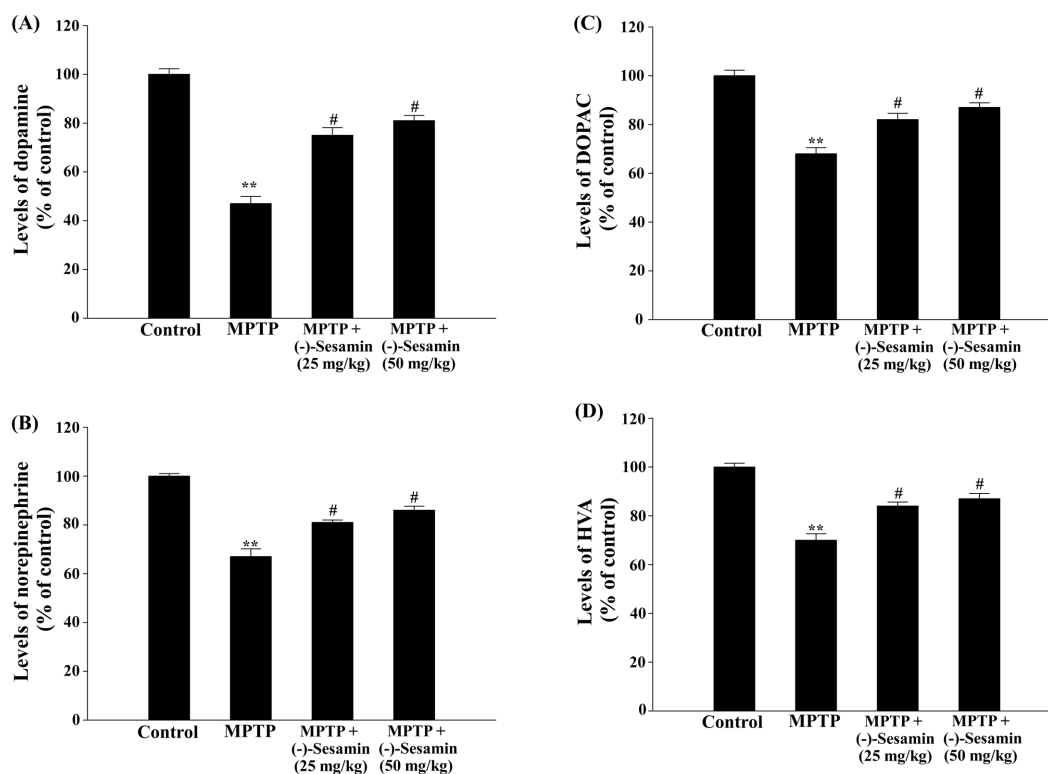 (A)
Levels of dopamine
(% of control)
120
100
80
60
40
20
0
**
#
#
Control
MPTP
MPTP +
(-)-Sesamin
(25 mg/kg)
MPTP +
(-)-Sesamin
(50 mg/kg)
(B)
Levels of norepinephrine
(% of control)
120
100
80
60
40
20
0
**
#
#
Control
MPTP
MPTP +
(-)-Sesamin
(25 mg/kg)
MPTP +
(-)-Sesamin
(50 mg/kg)
(C)
Levels of DOPAC
(% of control)
120
100
80
60
40
20
0
**
#
#
Control
MPTP
MPTP +
(-)-Sesamin
(25 mg/kg)
MPTP +
(-)-Sesamin
(50 mg/kg)
(D)
Levels of HVA
(% of control)
120
100
80
60
40
20
0
**
#
#
Control
MPTP
MPTP +
(-)-Sesamin
(25 mg/kg)
MPTP +
(-)-Sesamin
(50 mg/kg)